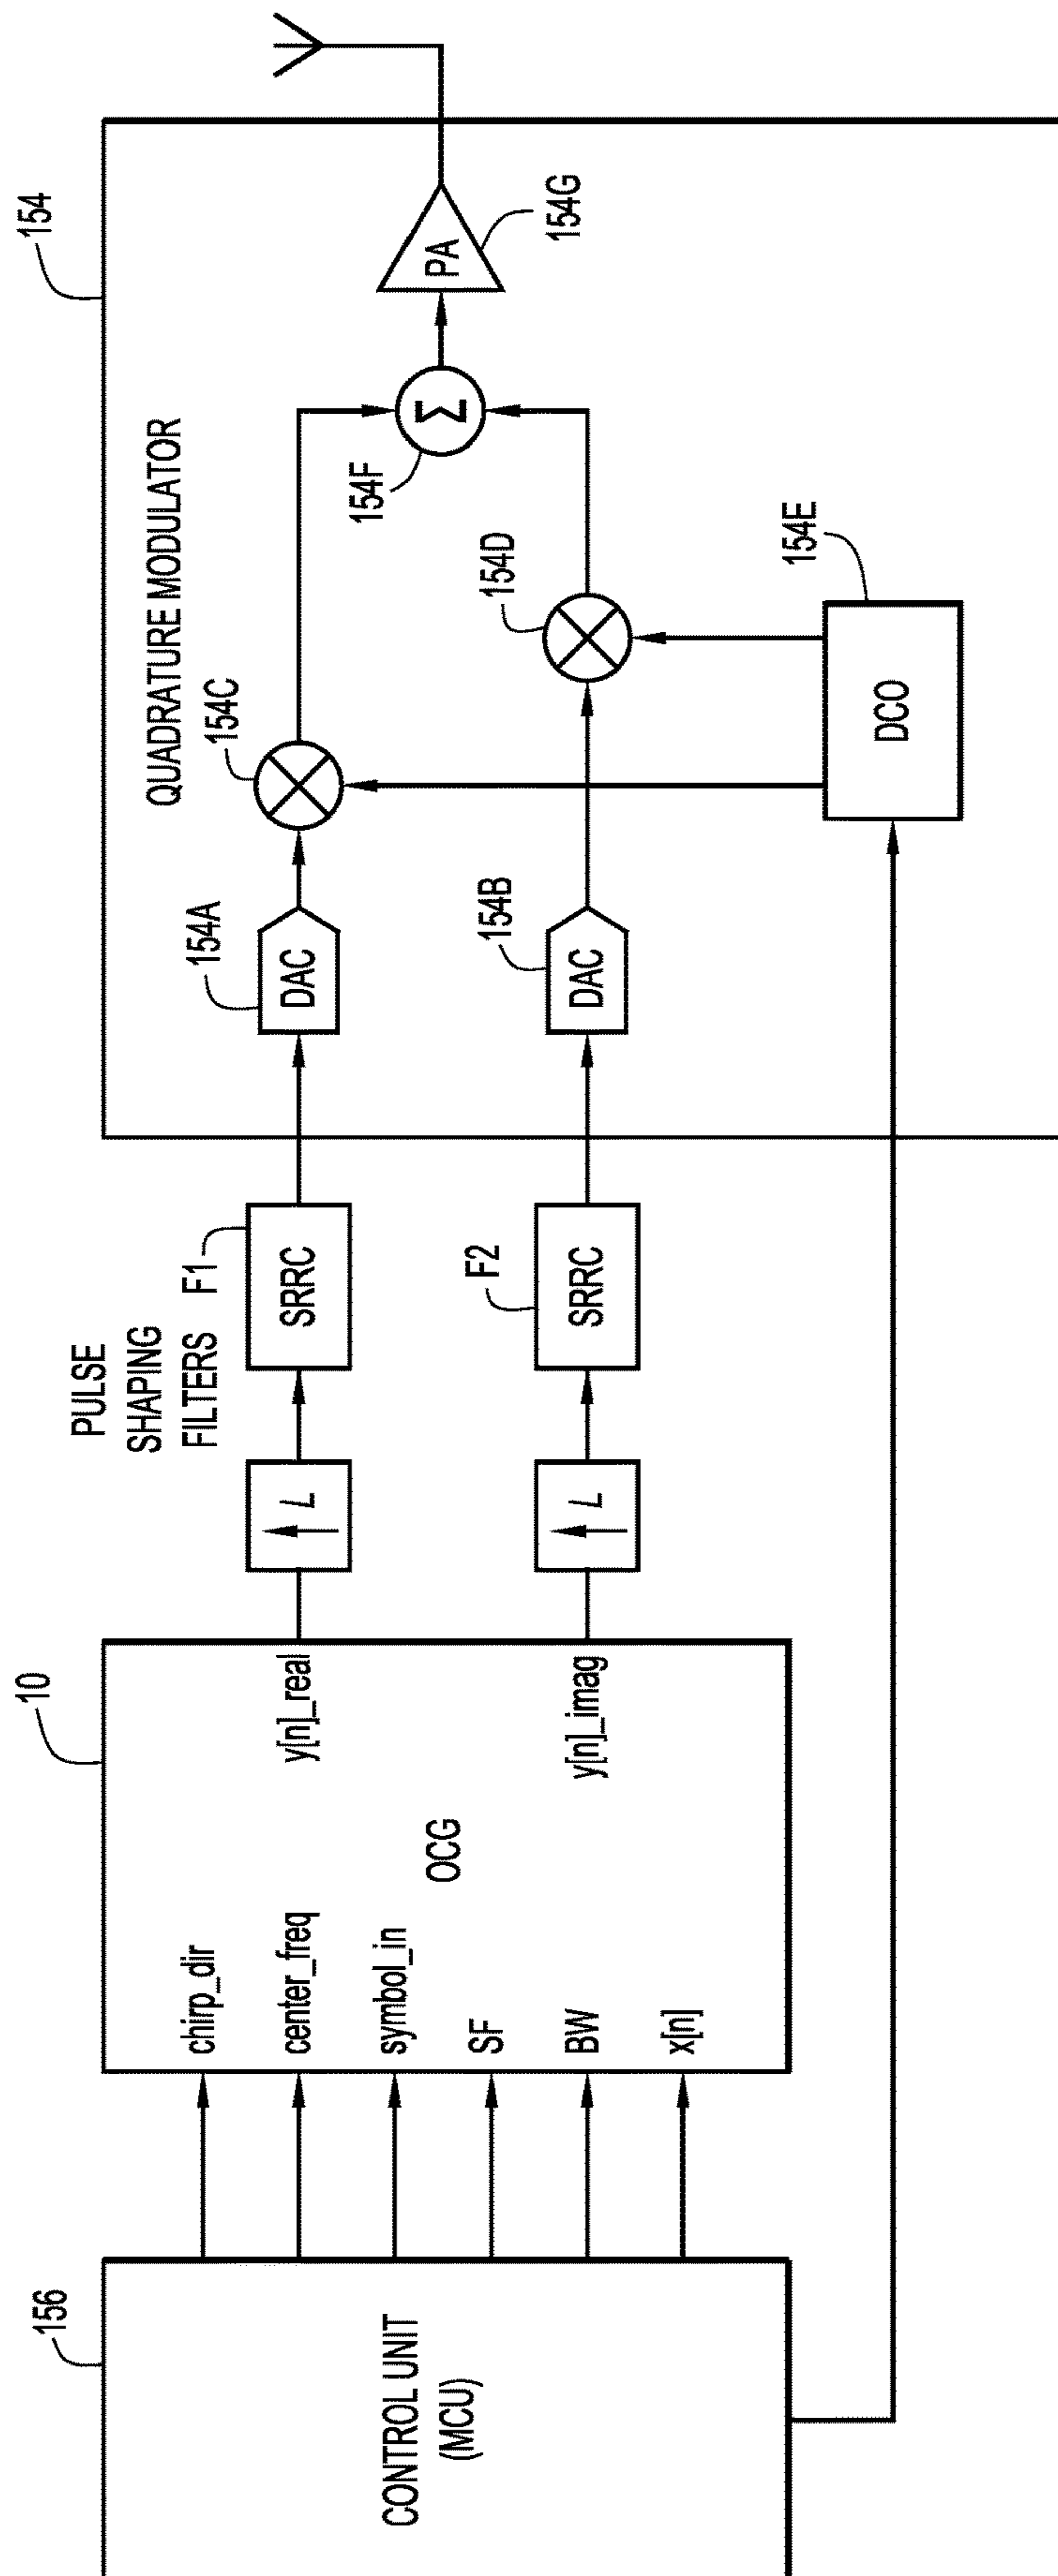 156
CONTROL UNIT
(MCU)
10
chirp_dir
center_freq
symbol_in
SF
BW
x[n]
OCG
y[n]_real
y[n]_imag
L
L
PULSE
SHAPING
FILTERS
F1
SRRC
F2
SRRC
154
QUADRATURE MODULATOR
154A
DAC
154B
DAC
154C
154D
154E
DCO
154F
Σ
PA
154G